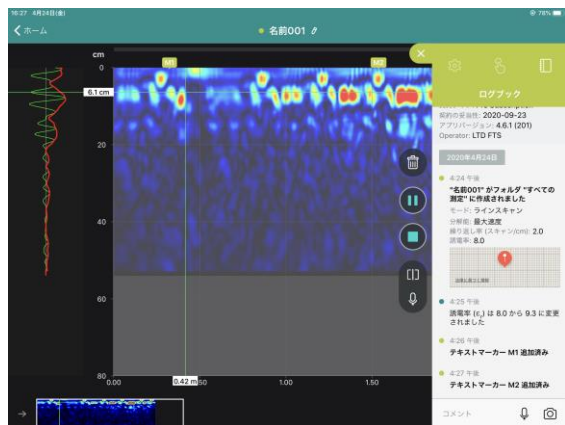 16:27 4月24日(金)
78%
ホーム
名前001
ログブック
契約の妥当性: 2020-09-23
アプリバージョン: 4.6.1 (201)
Operator: LTD FTS
2020年4月24日
4:24 午後
"名前001" がフォルダ "すべての
測定" に作成されました
モード: ラインスキャン
分解能: 最大速度
繰り返し率 (スキャン/cm): 2.0
誘電率: 8.0
4:25 午後
誘電率 (εr) は 8.0 から 9.3 に変更
されました
4:26 午後
テキストマーカー M1 追加済み
4:27 午後
テキストマーカー M2 追加済み
コメント
cm
M1
M2
0
6.1 cm
20
40
60
80
0.00
0.42 m
50
1.00
1.50